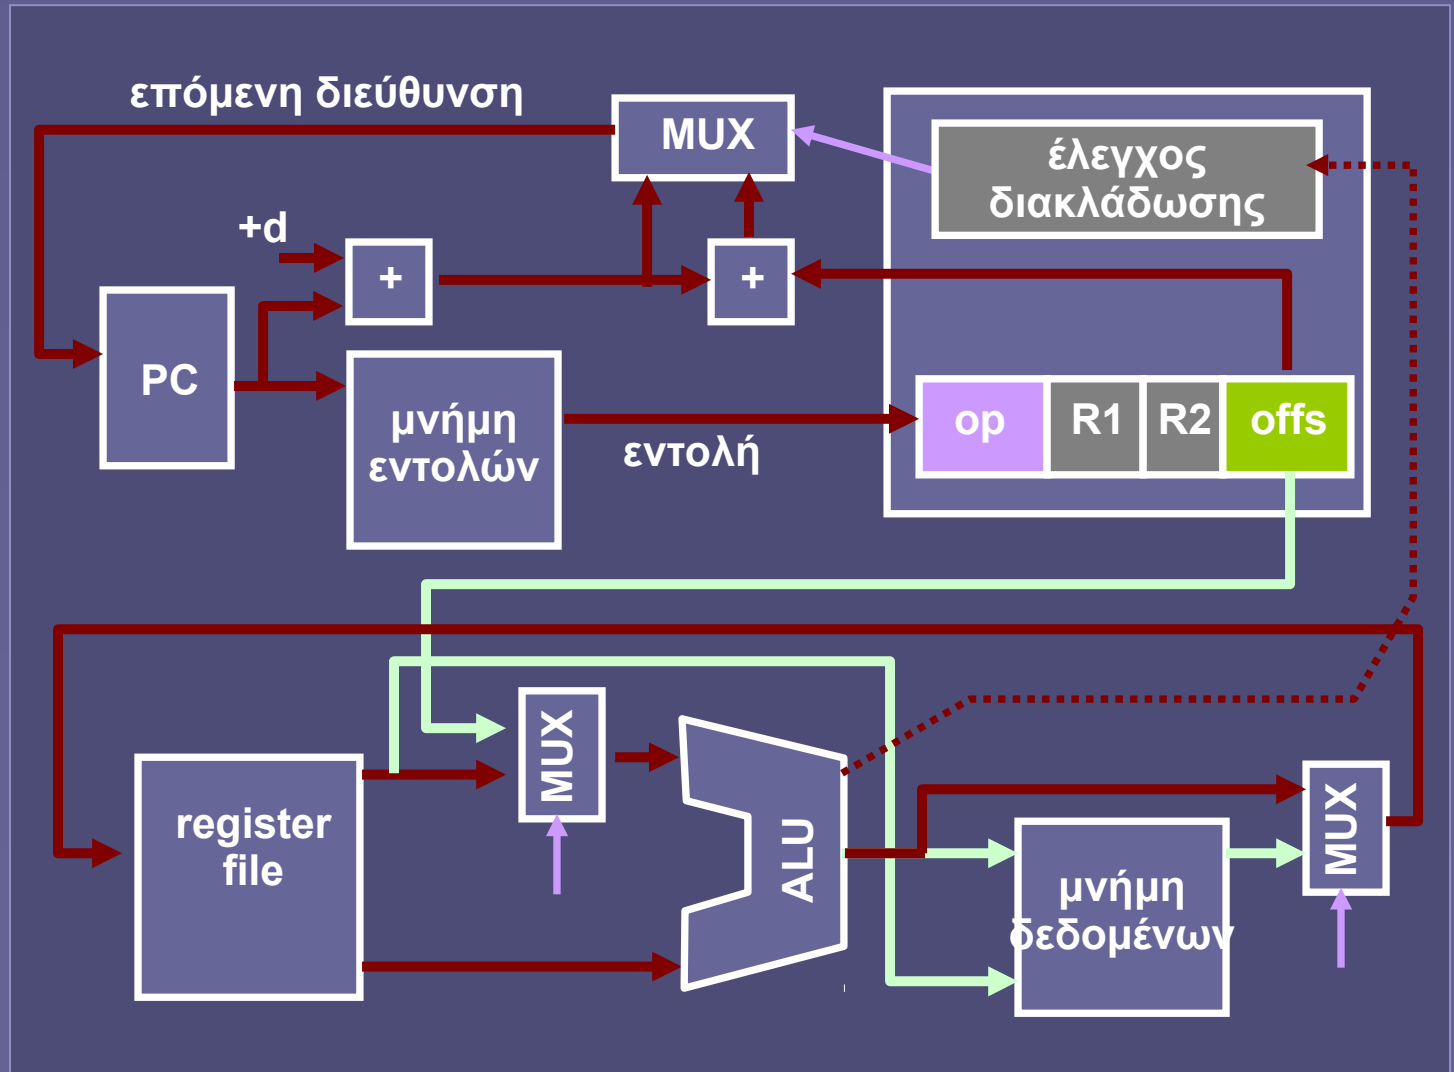 επόμενη διεύθυνση
MUX
έλεγχος
διακλάδωσης
+d
+
+
PC
μνήμη
εντολών
εντολή
op
R1
R2
offs
MUX
register
file
ALU
MUX
μνήμη
δεδομένων